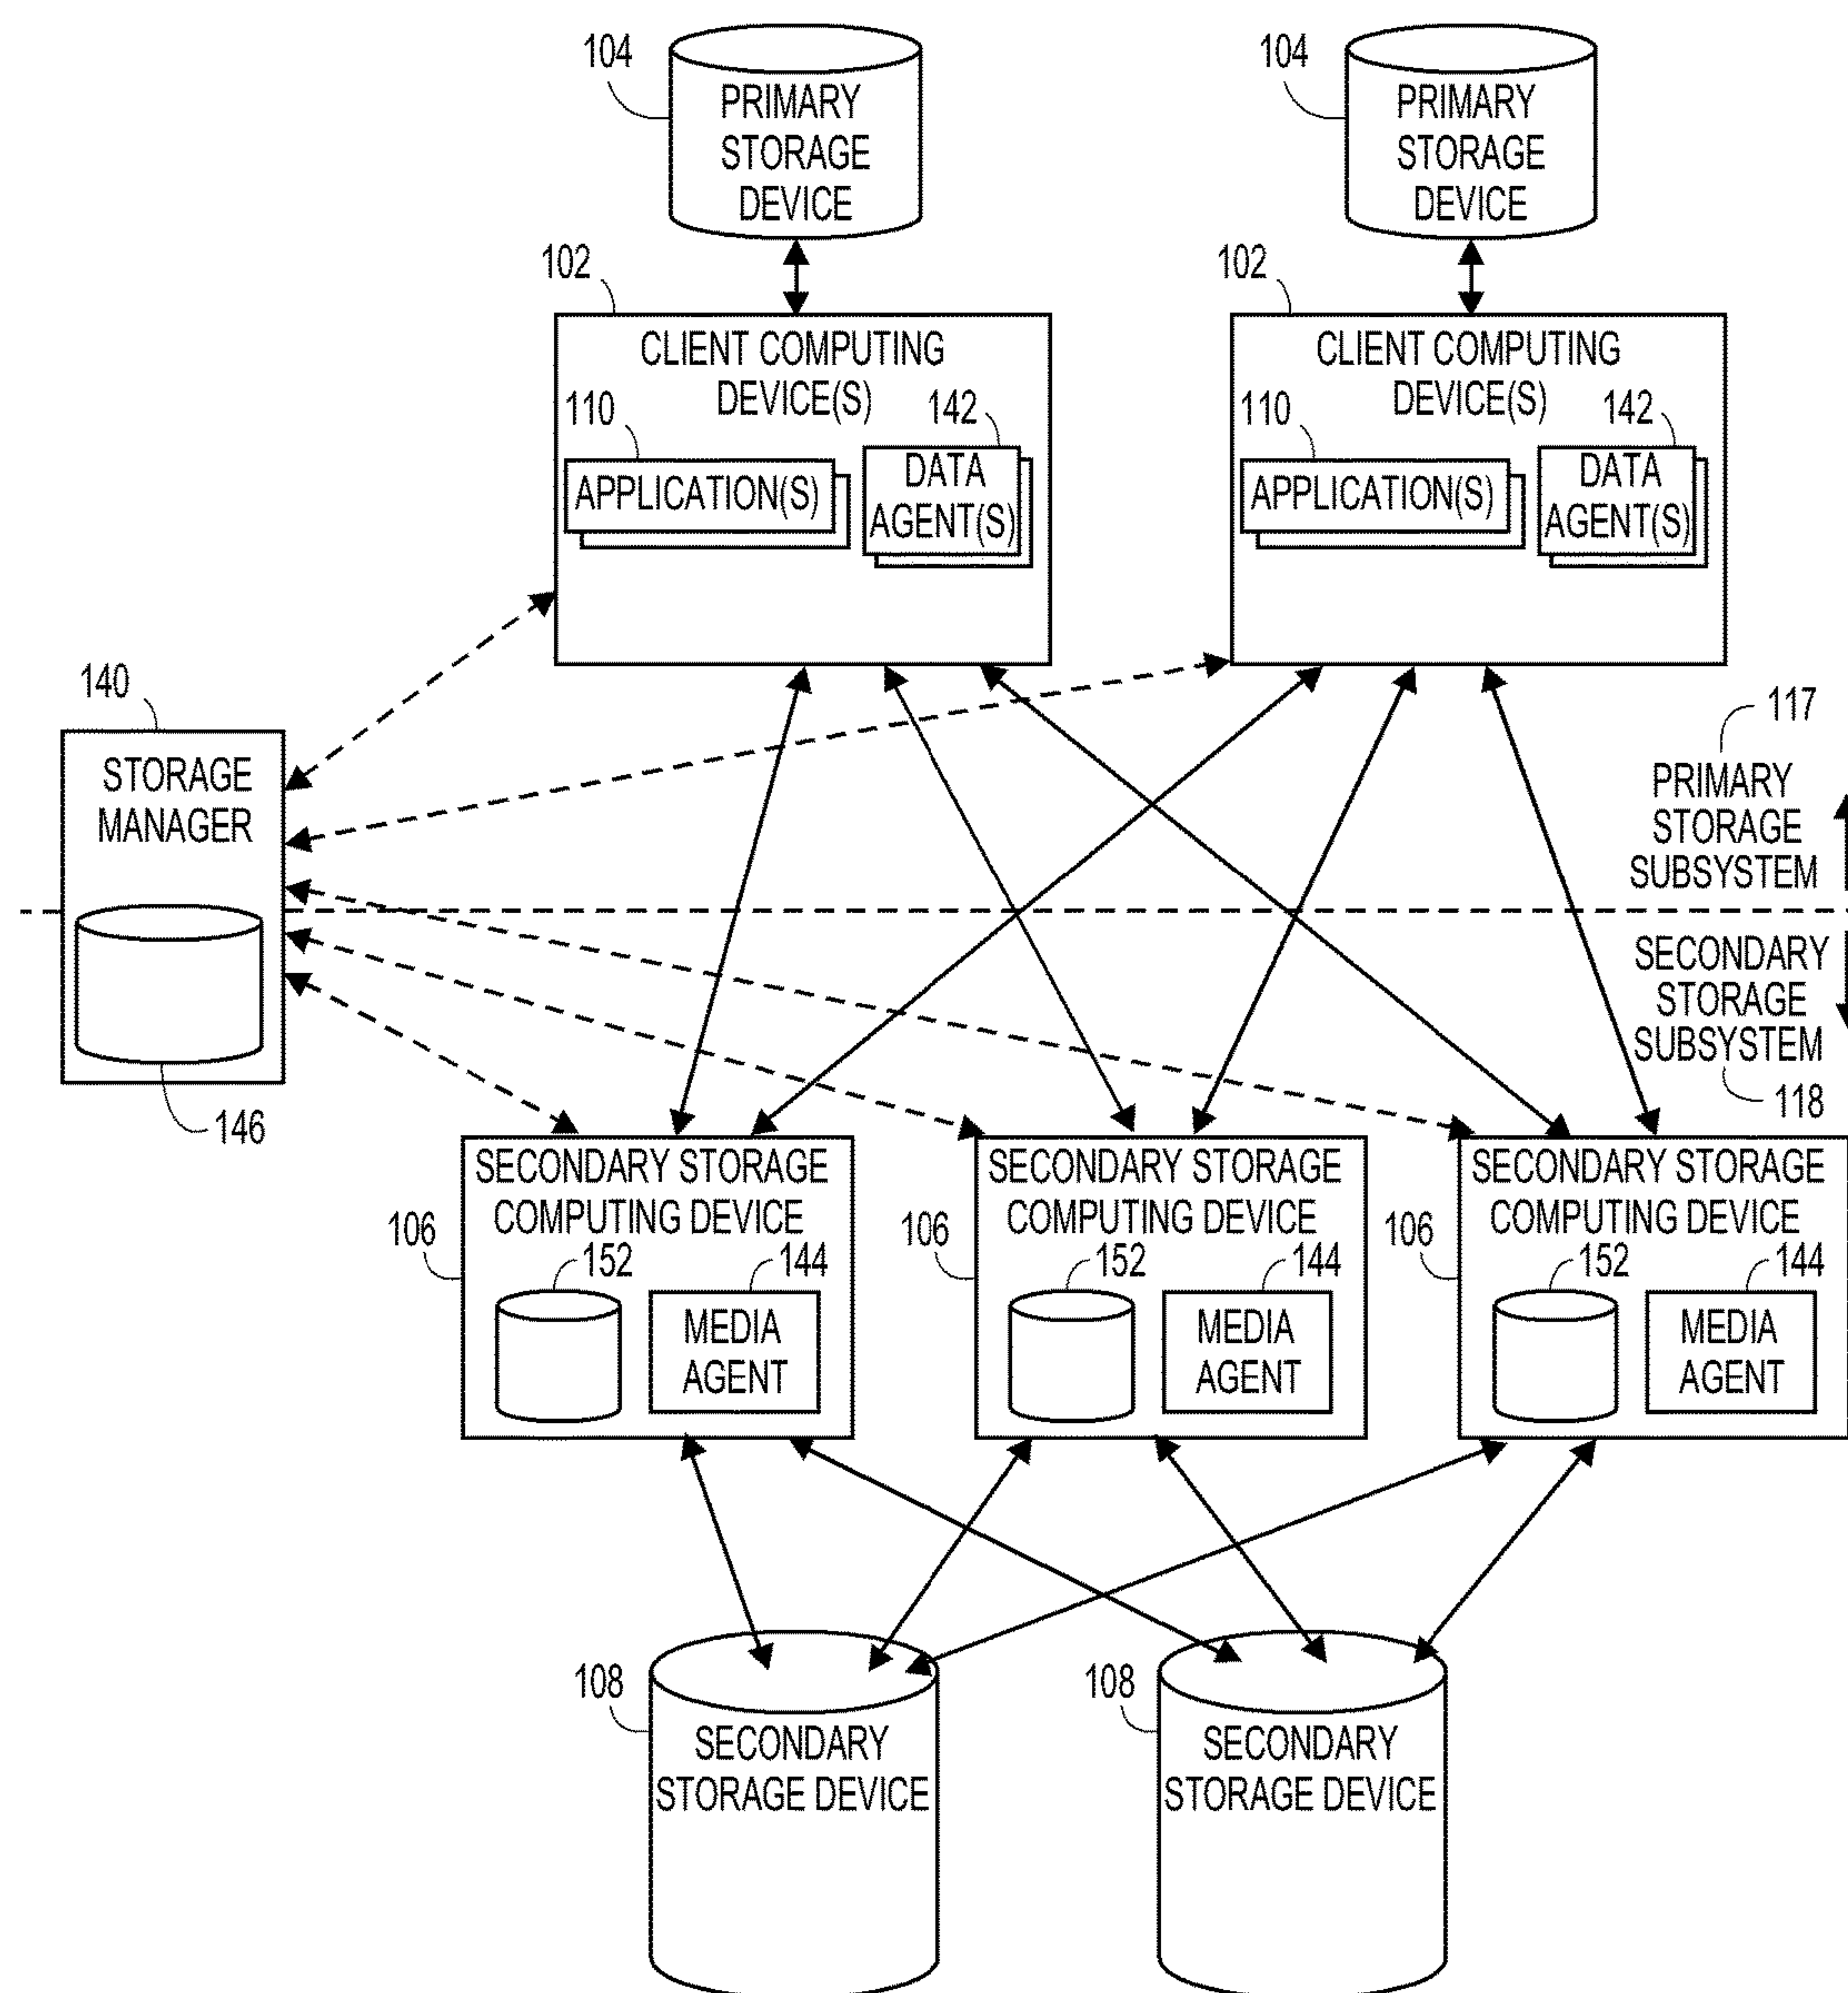 104
PRIMARY
STORAGE
DEVICE
104
PRIMARY
STORAGE
DEVICE
102
CLIENT COMPUTING
DEVICE(S)
110
142
APPLICATION(S)
DATA
AGENT(S)
102
CLIENT COMPUTING
DEVICE(S)
110
142
APPLICATION(S)
DATA
AGENT(S)
140
STORAGE
MANAGER
146
117
PRIMARY
STORAGE
SUBSYSTEM
SECONDARY
STORAGE
SUBSYSTEM
118
106
SECONDARY STORAGE
COMPUTING DEVICE
152
144
MEDIA
AGENT
106
SECONDARY STORAGE
COMPUTING DEVICE
152
144
MEDIA
AGENT
106
SECONDARY STORAGE
COMPUTING DEVICE
152
144
MEDIA
AGENT
108
SECONDARY
STORAGE DEVICE
108
SECONDARY
STORAGE DEVICE